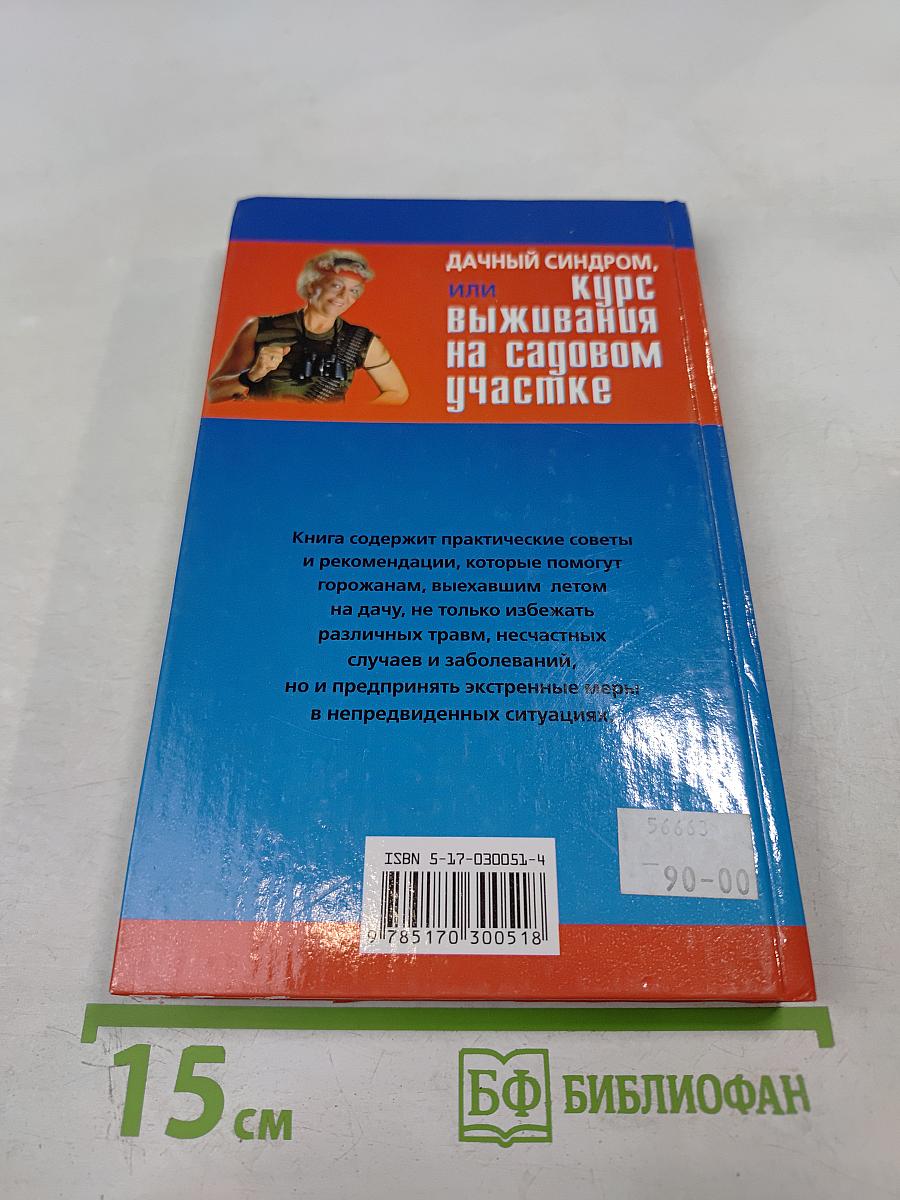 ДАЧНЫЙ СИНДРОМ,
ИЛИ КУРС
ВЫЖИВАНИЯ
НА САДОВОМ
УЧАСТКЕ
Книга содержит практические советы
и рекомендации, которые помогут
горожанам, выехавшим летом
на дачу, не только избежать
различных травм, несчастных
случаев и заболеваний,
но и предпринять экстренные меры
в непредвиденных ситуациях.
56663
90-00
ISBN 5-17-030051-4
9 785170 300518
15 см
БФ БИБЛИОФАН